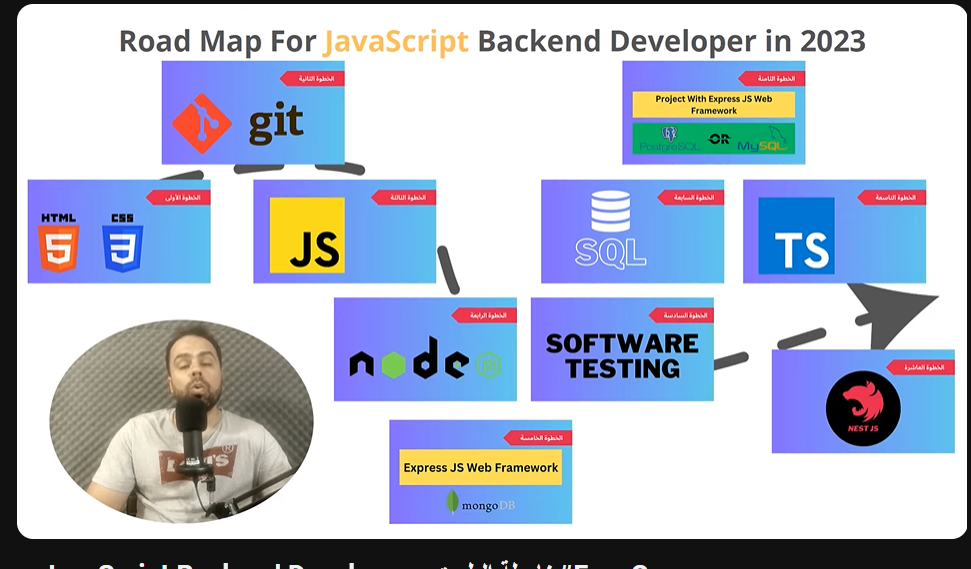 Road Map For JavaScript Backend Developer in 2023
الخطوة الثانية
git
الخطوة الثامنة
Project With Express JS Web
Framework
PostgreSQL OR MySQL
الخطوة الأولى
HTML CSS
5 3
الخطوة الثالثة
JS
الخطوة السابعة
SQL
الخطوة التاسعة
TS
الخطوة الرابعة
node JS
الخطوة السادسة
SOFTWARE
TESTING
الخطوة العاشرة
NEST JS
الخطوة الخامسة
Express JS Web Framework
mongoDB